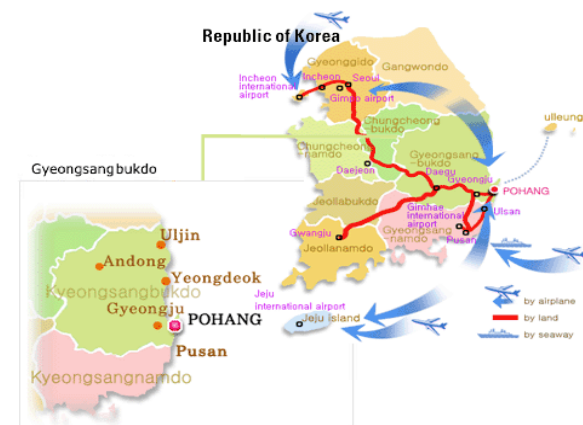 Republic of Korea
Gyeonggido
Gangwondo
Incheon
international
airport
Incheon
Seoul
Gimpo airport
Chungcheong
-bukdo
ulleung
Chungcheong
-namdo
Gyeongsang
-bukdo
Daejeon
Daegu
Gyeongju
POHANG
Gyeongsangbukdo
Jeollabukdo
Gimhae
International
airport
Ulsan
Gwangju
Gyeongsang
-namdo
Pusan
Jeollanamdo
Jeju
international airport
Jeju island
by airplane
by land
by seaway
Uljin
Andong
Yeongdeok
Kyeongsangbukdo
Gyeongju
POHANG
Pusan
Kyeongsangnamdo